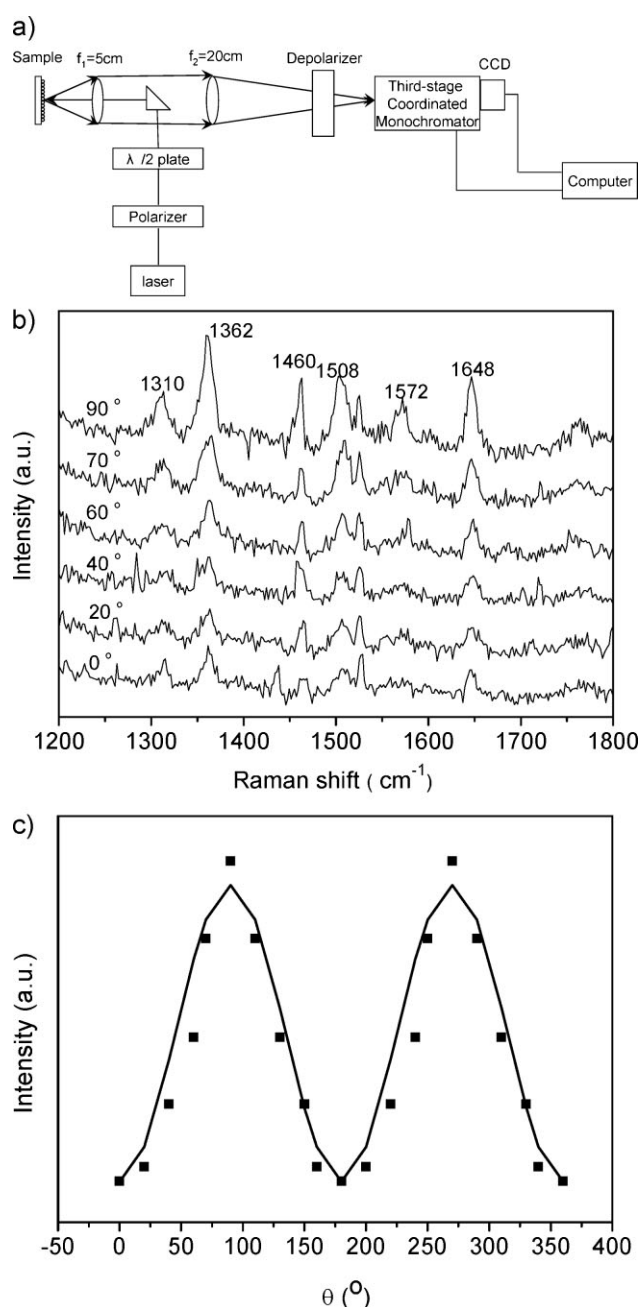 a)
Sample
f₁=5cm
f₂=20cm
Depolarizer
CCD
Third-stage
Coordinated
Monochromator
λ /2 plate
Computer
Polarizer
laser
b)
1362
1310
1460
1508
1572
1648
90 °
70 °
60 °
40 °
20 °
0 °
Intensity (a.u.)
1200 1300 1400 1500 1600 1700 1800
Raman shift ( cm⁻¹)
c)
Intensity (a.u.)
-50 0 50 100 150 200 250 300 350 400
θ (°)